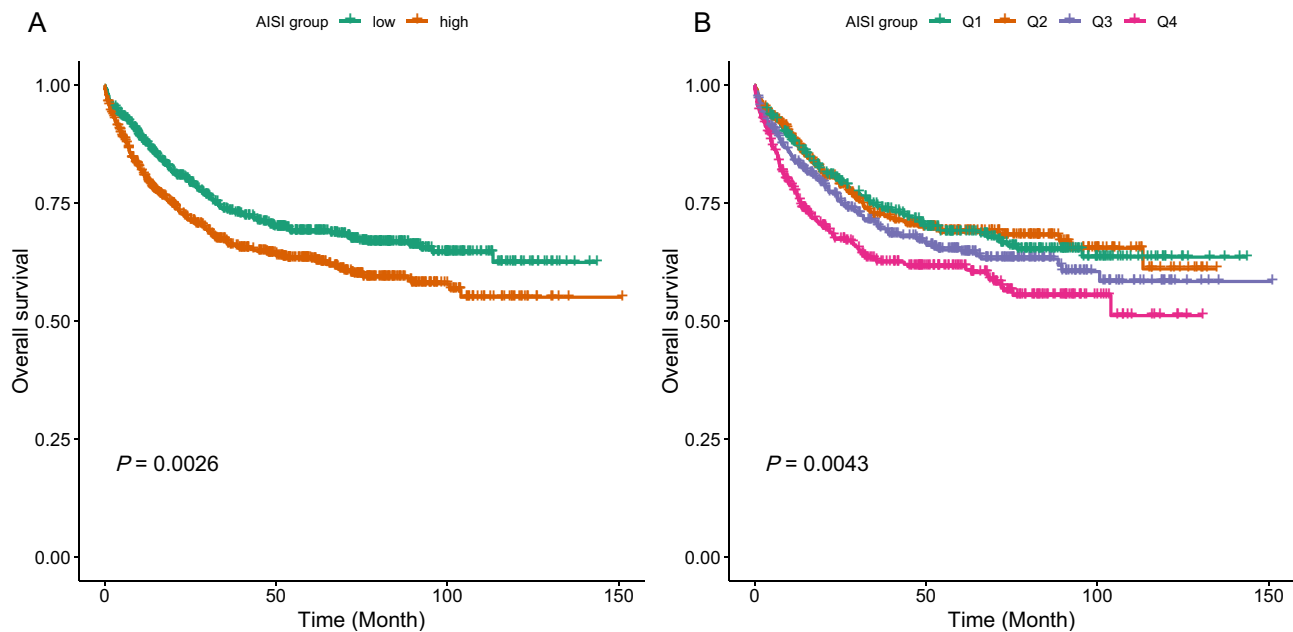 A
AISI group low high
Overall survival
1.00
0.75
0.50
0.25
0.00
P = 0.0026
0 50 100 150
Time (Month)
B
AISI group Q1 Q2 Q3 Q4
Overall survival
1.00
0.75
0.50
0.25
0.00
P = 0.0043
0 50 100 150
Time (Month)